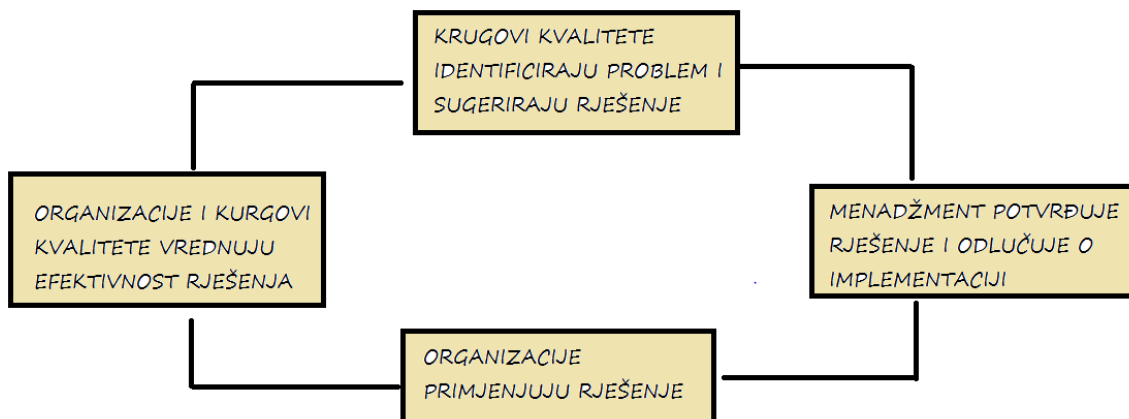 KRUGOVI KVALITETE
IDENTIFICIRAJU PROBLEM I
SUGERIRAJU RJEŠENJE
ORGANIZACIJE I KURGOVI
KVALITETE VREDNUJU
EFEKTIVNOST RJEŠENJA
MENADŽMENT POTVRĐUJE
RJEŠENJE I ODLUČUJE O
IMPLEMENTACIJI
ORGANIZACIJE
PRIMJENJUJU RJEŠENJE